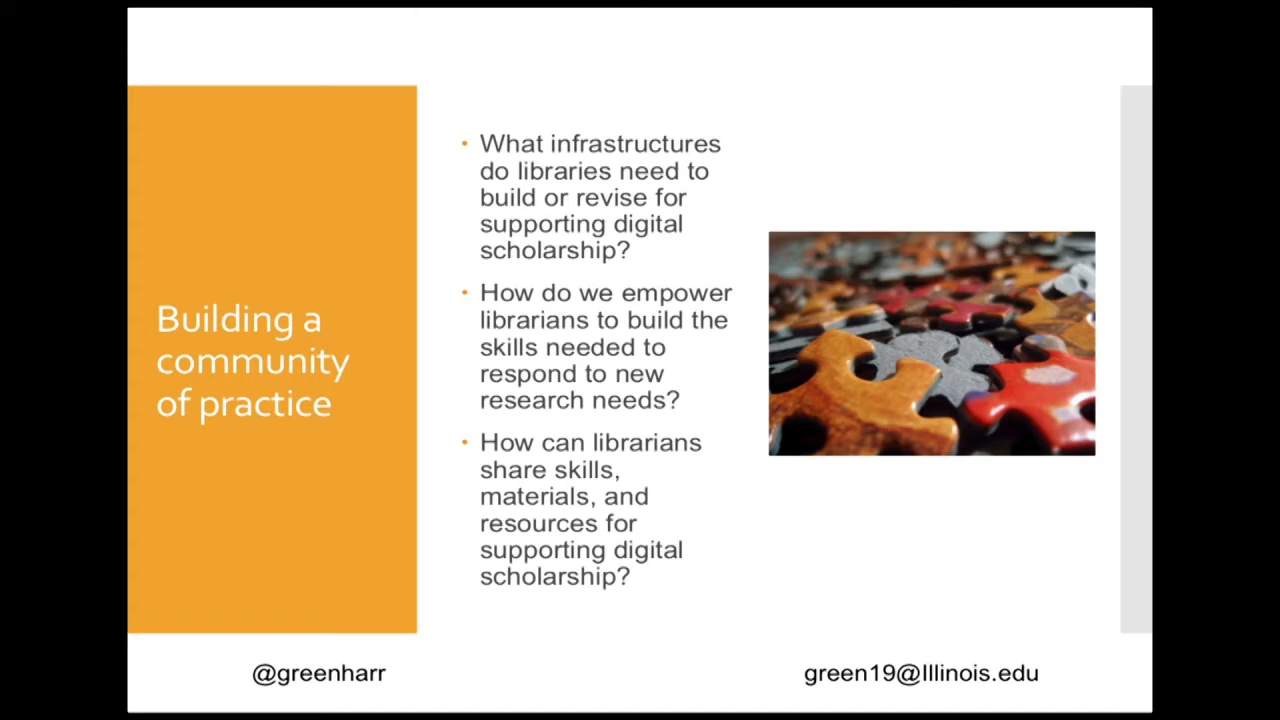 Building a
community
of practice
• What infrastructures
do libraries need to
build or revise for
supporting digital
scholarship?
• How do we empower
librarians to build the
skills needed to
respond to new
research needs?
• How can librarians
share skills,
materials, and
resources for
supporting digital
scholarship?
@greenharr
green19@Illinois.edu